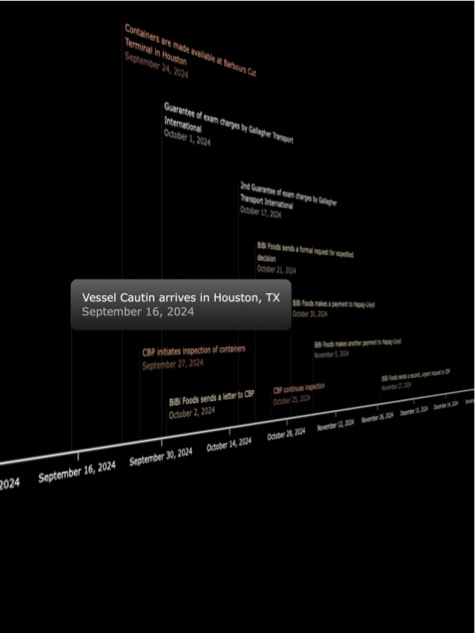 Containers are made available at Barbours Cut
Terminal in Houston
September 24, 2024
Guarantee of exam charges by Gallagher Transport
International
October 1, 2024
2nd Guarantee of exam charges by Gallagher
Transport International
October 17, 2024
BiBi Foods sends a formal request for expedited
decision
October 21, 2024
Vessel Cautin arrives in Houston, TX
September 16, 2024
BiBi Foods makes a payment to Hapag-Lloyd
October 30, 2024
CBP initiates inspection of containers
September 27, 2024
BiBi Foods makes another payment to Hapag-Lloyd
November 5, 2024
BiBi Foods sends a letter to CBP
October 2, 2024
CBP continues inspection
October 25, 2024
BiBi Foods sends a second, urgent request to CBP
November 27, 2024
2024
September 16, 2024
September 30, 2024
October 14, 2024
October 28, 2024
November 12, 2024
November 26, 2024
December 10, 2024
December 24, 2024